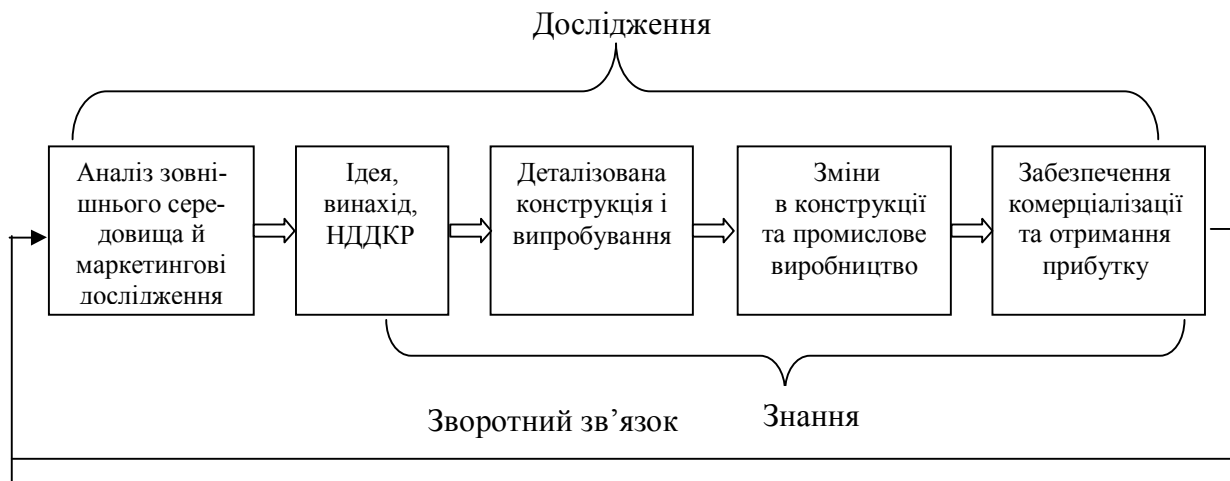 Дослідження
Аналіз зовні-
шнього сере-
довища й
маркетингові
дослідження
Ідея,
винахід,
НДДКР
Деталізована
конструкція і
випробування
Зміни
в конструкції
та промислове
виробництво
Забезпечення
комерціалізації
та отримання
прибутку
Зворотний зв’язок
Знання